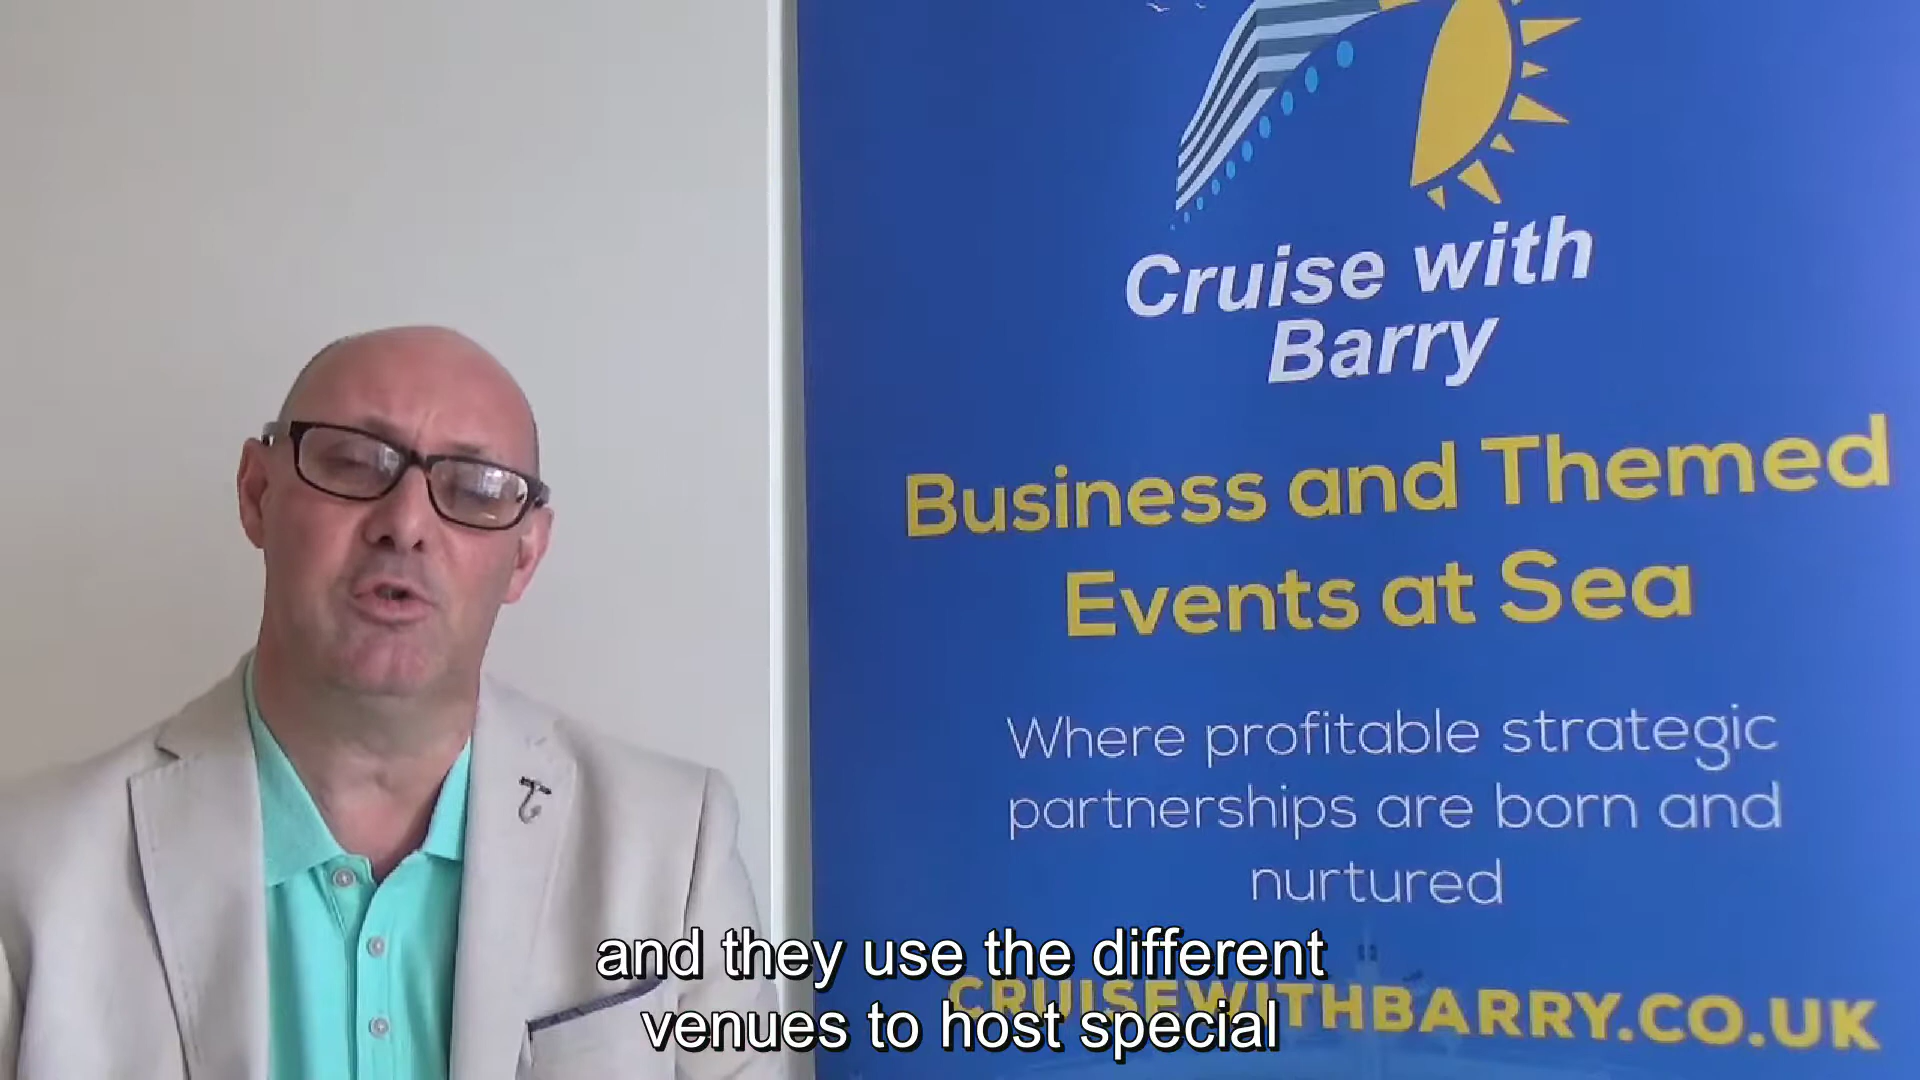 Cruise with
Barry
Business and Themed
Events at Sea
Where profitable strategic
partnerships are born and
nurtured
CRUISEWITHBARRY.CO.UK
and they use the different
venues to host special